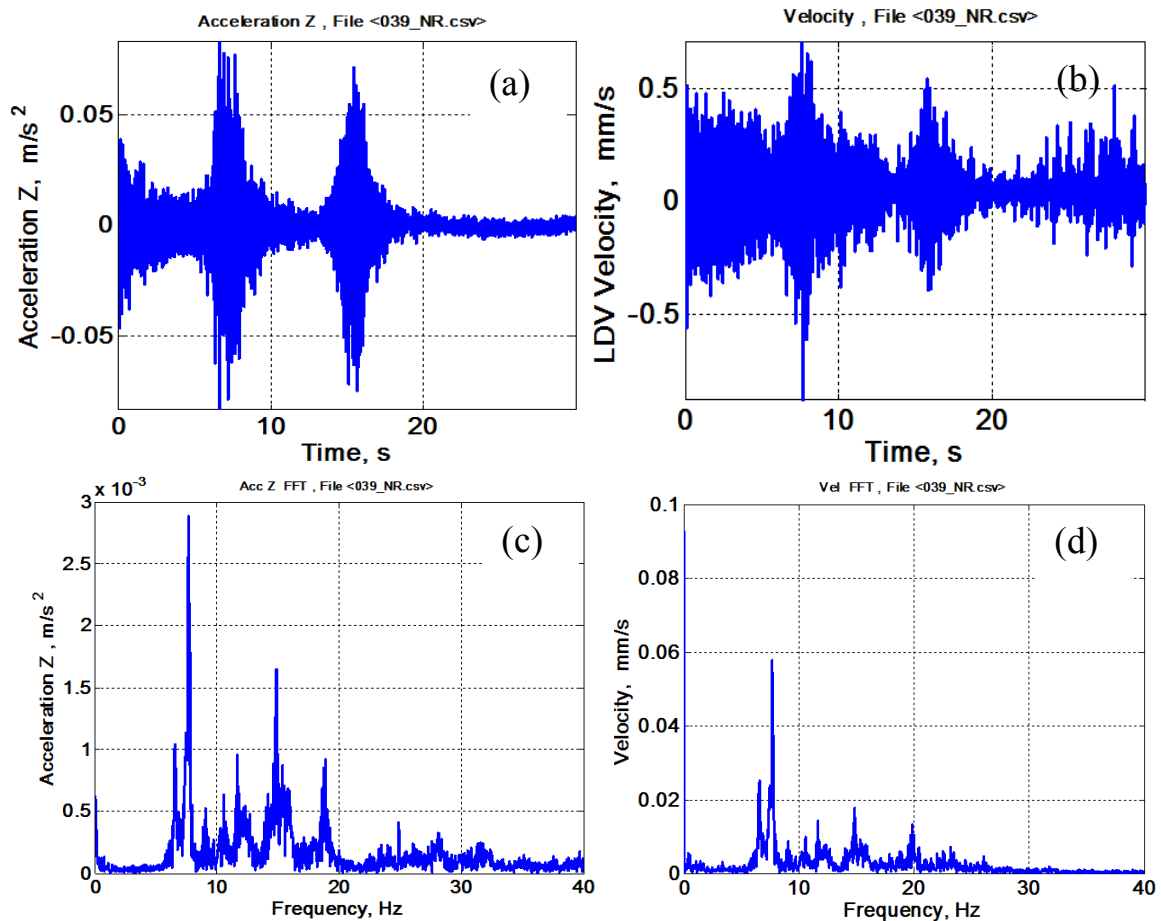 Acceleration Z , File <039_NR.csv>
(a)
Acceleration Z, m/s²
0.05
0
−0.05
0 10 20
Time, s
Velocity , File <039_NR.csv>
(b)
LDV Velocity, mm/s
0.5
0
−0.5
0 10 20
Time, s
x 10⁻³
Acc Z FFT , File <039_NR.csv>
(c)
Acceleration Z , m/s²
3
2.5
2
1.5
1
0.5
0
0 10 20 30 40
Frequency, Hz
Vel FFT , File <039_NR.csv>
(d)
Velocity, mm/s
0.1
0.08
0.06
0.04
0.02
0
0 10 20 30 40
Frequency, Hz